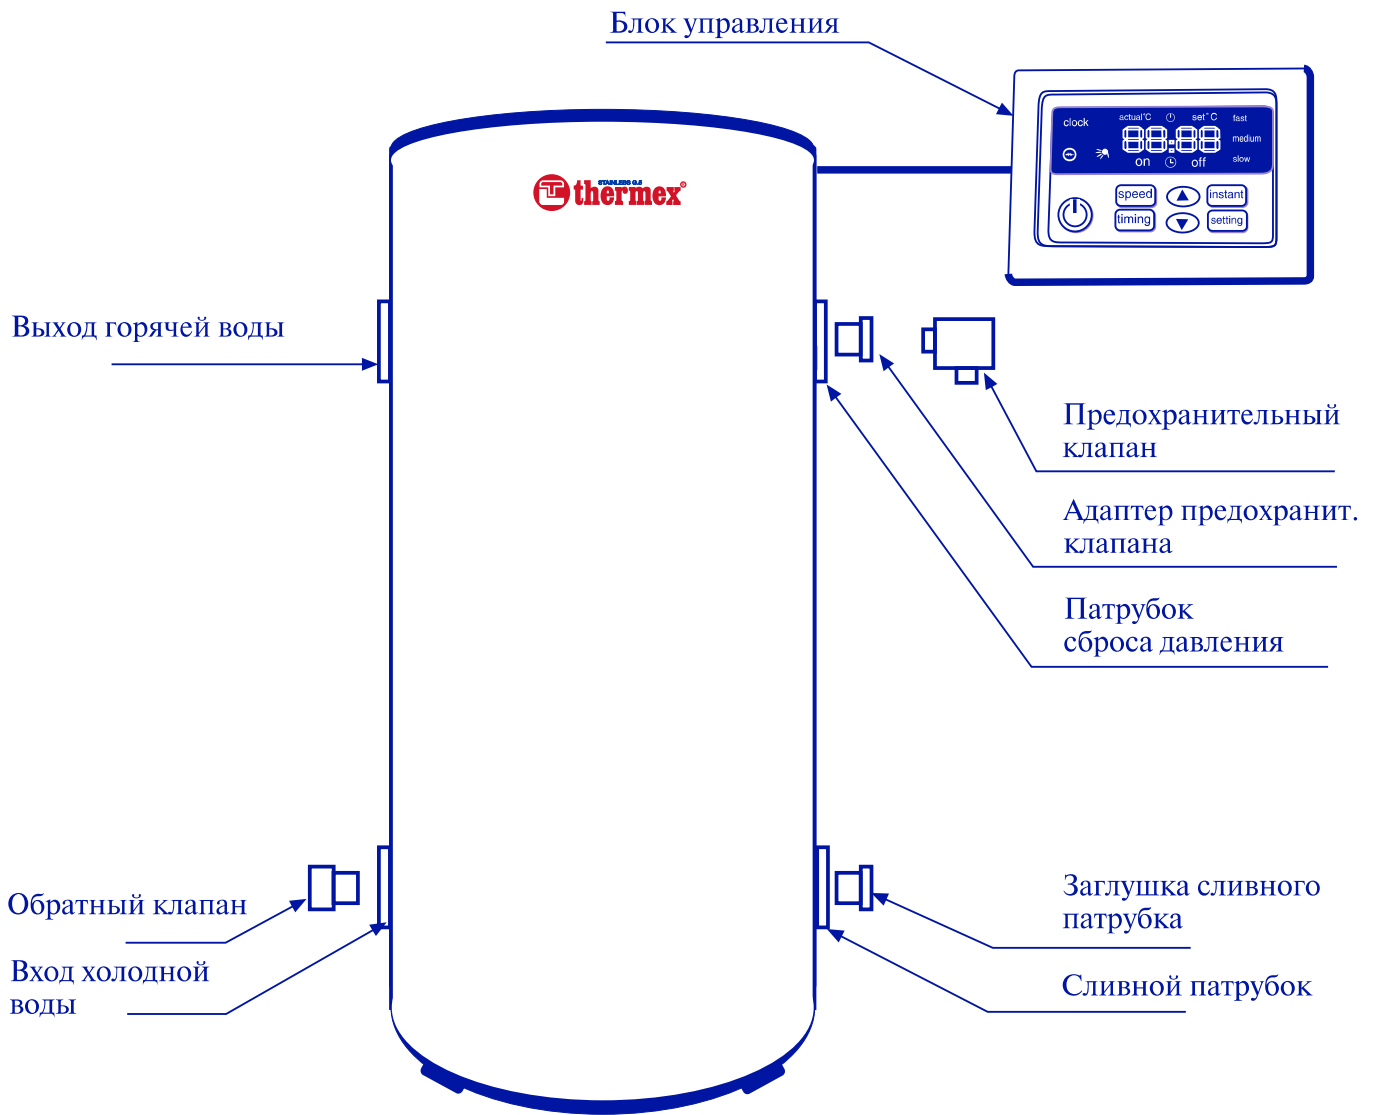 Блок управления
clock
actual°C
set°C
fast
88:88
medium
on
off
slow
speed
instant
timing
setting
STAINLESS G.5
thermex®
Выход горячей воды
Предохранительный
клапан
Адаптер предохранит.
клапана
Патрубок
сброса давления
Обратный клапан
Вход холодной
воды
Заглушка сливного
патрубка
Сливной патрубок